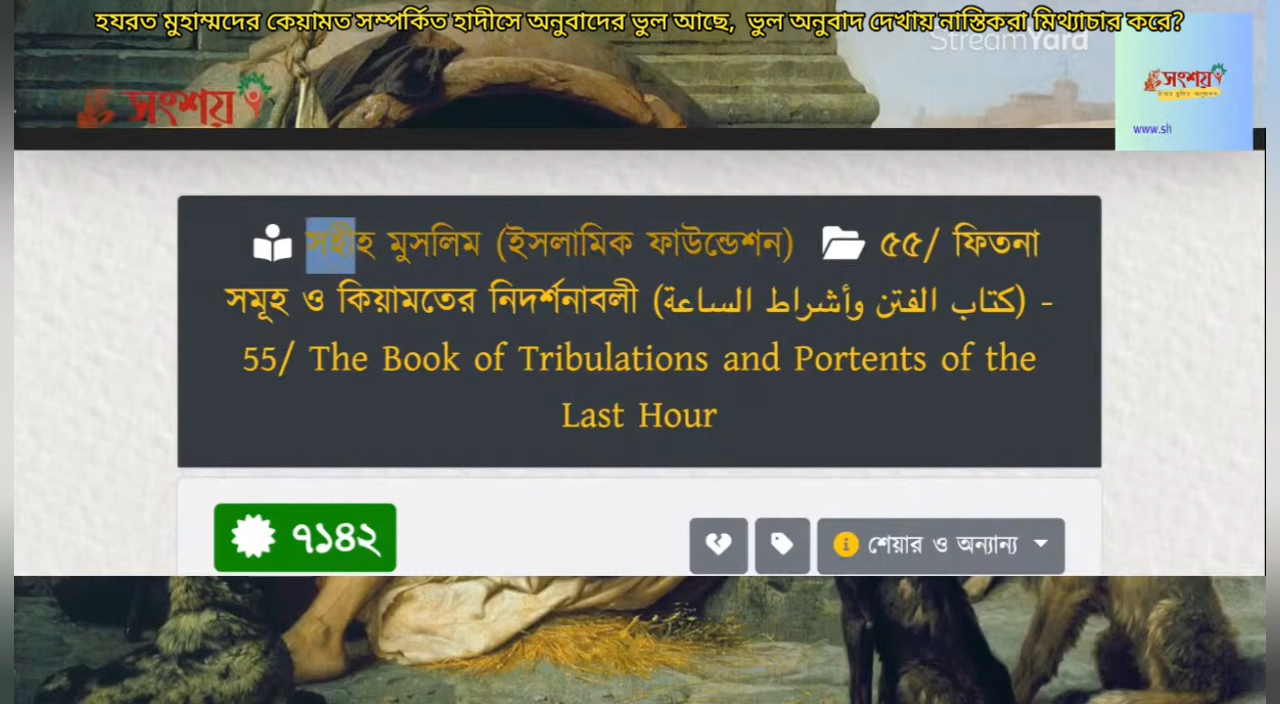 হযরত মুহাম্মদের কেয়ামত সম্পর্কিত হাদীসে অনুবাদের ভুল আছে, ভুল অনুবাদ দেখায় নাস্তিকরা মিথ্যাচার করে?
StreamYard
সংশয়
সংশয়
www.sh
সহীহ মুসলিম (ইসলামিক ফাউন্ডেশন) ৫৫/ ফিতনা
সমূহ ও কিয়ামতের নিদর্শনাবলী (كتاب الفتن وأشراط الساعة) -
55/ The Book of Tribulations and Portents of the
Last Hour
৭১৪২
শেয়ার ও অন্যান্য